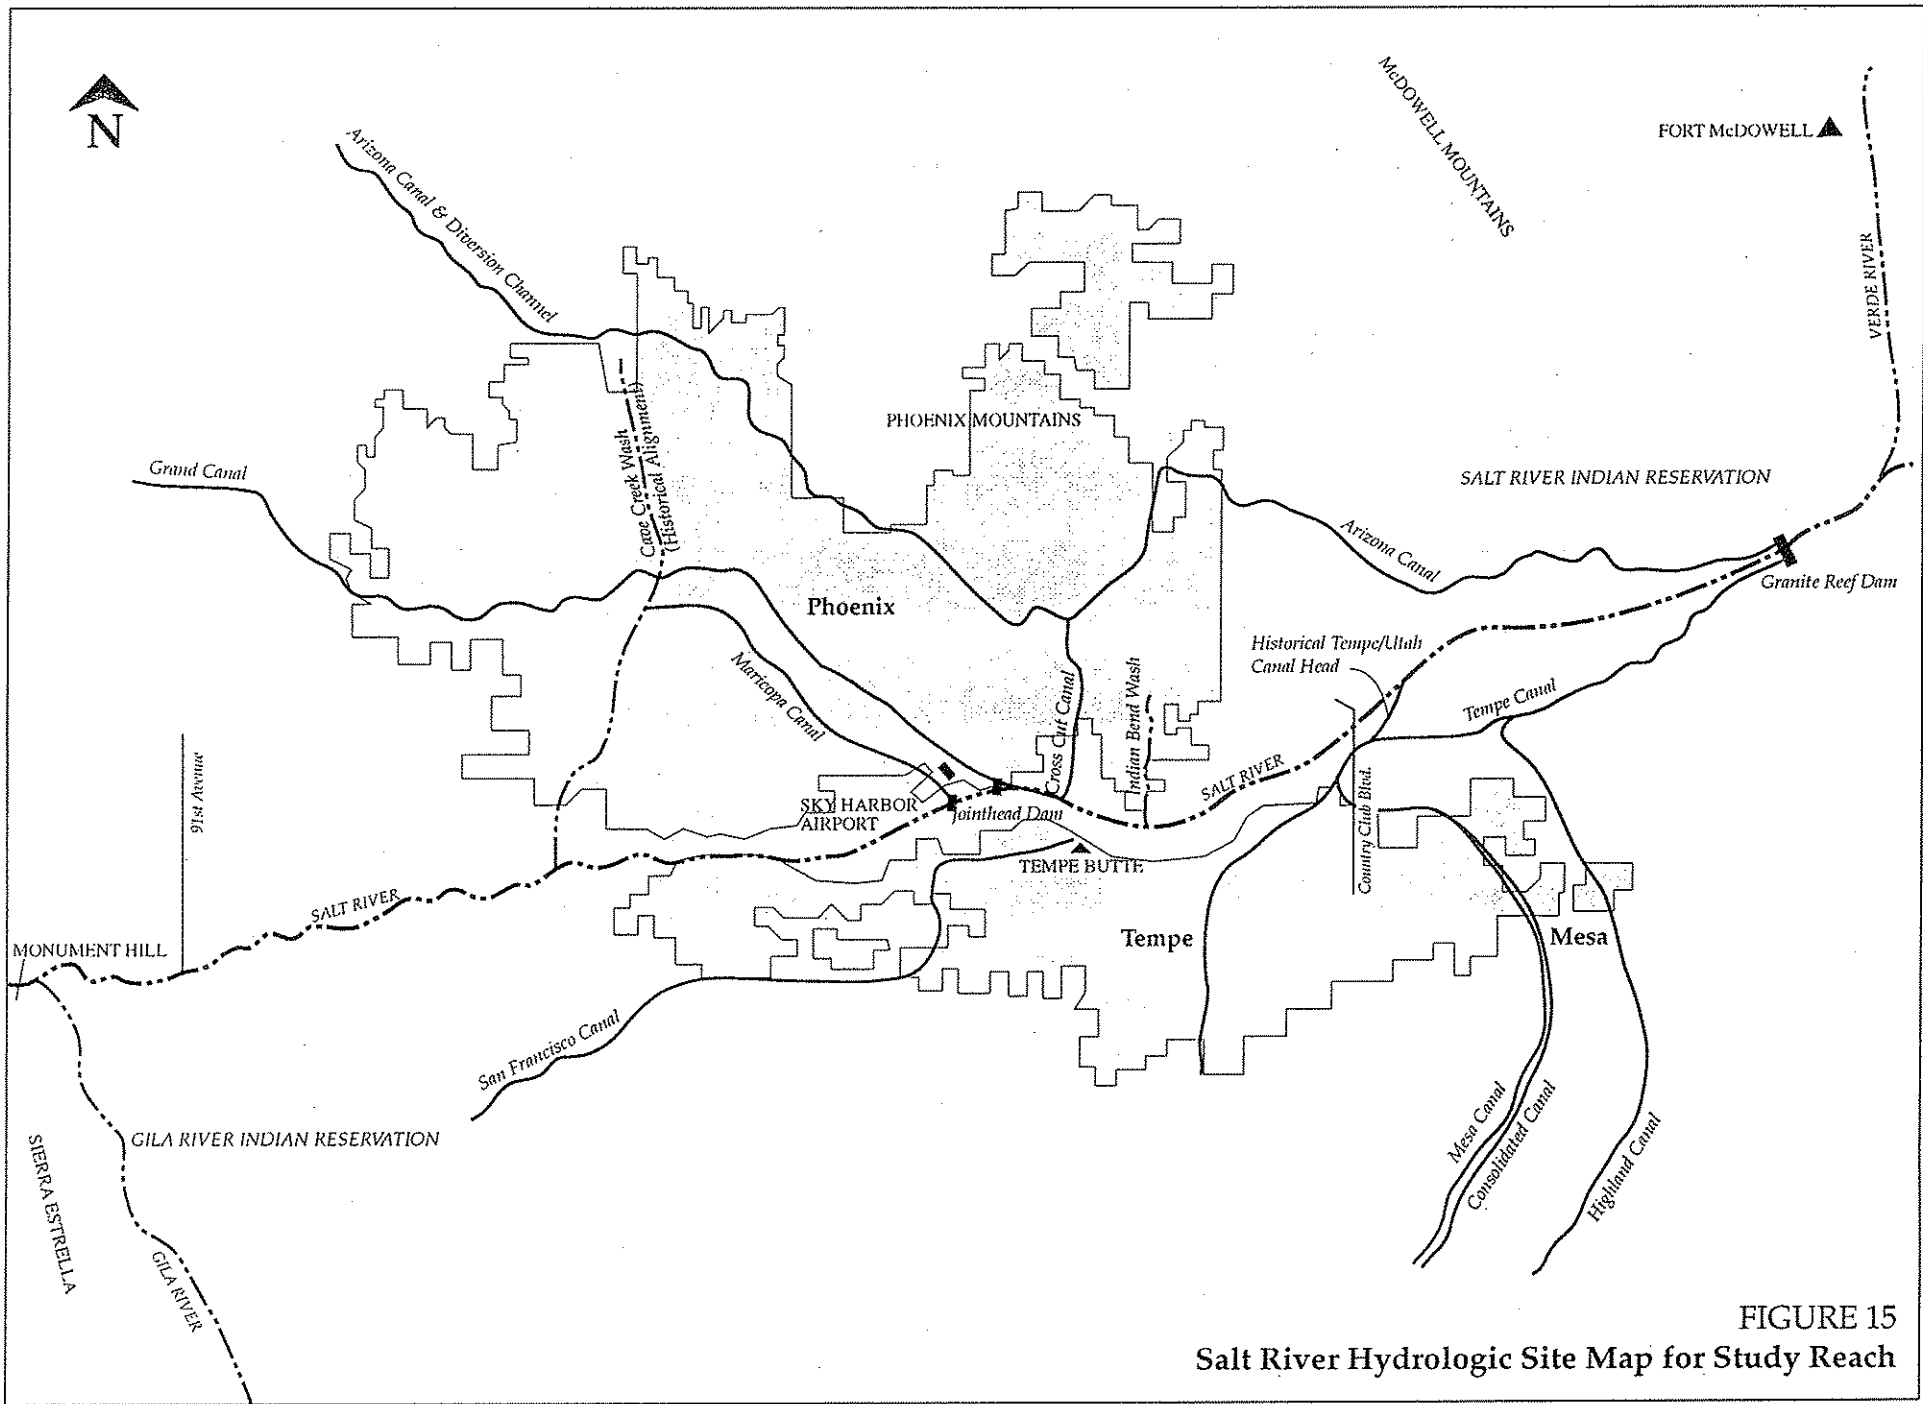 N
McDOWELL MOUNTAINS
FORT McDOWELL
Arizona Canal & Diversion Channel
VERDE RIVER
PHOENIX MOUNTAINS
Cave Creek Wash
(Historical Alignment)
Grand Canal
SALT RIVER INDIAN RESERVATION
Arizona Canal
Granite Reef Dam
Phoenix
Historical Tempe/Utah
Canal Head
Maricopa Canal
Cross Cut Canal
Indian Bend Wash
Tempe Canal
91st Avenue
SALT RIVER
SKY HARBOR
AIRPORT
Jointhead Dam
Country Club Blvd.
TEMPE BUTTE
SALT RIVER
MONUMENT HILL
Tempe
Mesa
San Francisco Canal
GILA RIVER INDIAN RESERVATION
Mesa Canal
Consolidated Canal
Highland Canal
SIERRA ESTRELLA
GILA RIVER
FIGURE 15
Salt River Hydrologic Site Map for Study Reach